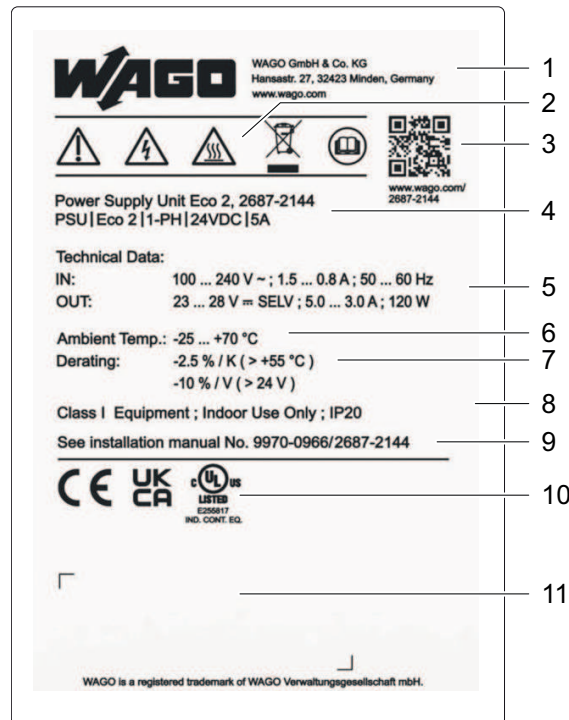 WAGO
WAGO GmbH & Co. KG
Hansastr. 27, 32423 Minden, Germany
www.wago.com
www.wago.com/
2687-2144
Power Supply Unit Eco 2, 2687-2144
PSU|Eco 2|1-PH|24VDC|5A
Technical Data:
IN: 100 ... 240 V ~ ; 1.5 ... 0.8 A ; 50 ... 60 Hz
OUT: 23 ... 28 V ⎓ SELV ; 5.0 ... 3.0 A ; 120 W
Ambient Temp.: -25 ... +70 °C
Derating: -2.5 % / K ( > +55 °C )
-10 % / V ( > 24 V )
Class I Equipment ; Indoor Use Only ; IP20
See installation manual No. 9970-0966/2687-2144
CE UK CA c UL us
LISTED
E255817
IND. CONT. EQ.
WAGO is a registered trademark of WAGO Verwaltungsgesellschaft mbH.
1
2
3
4
5
6
7
8
9
10
11